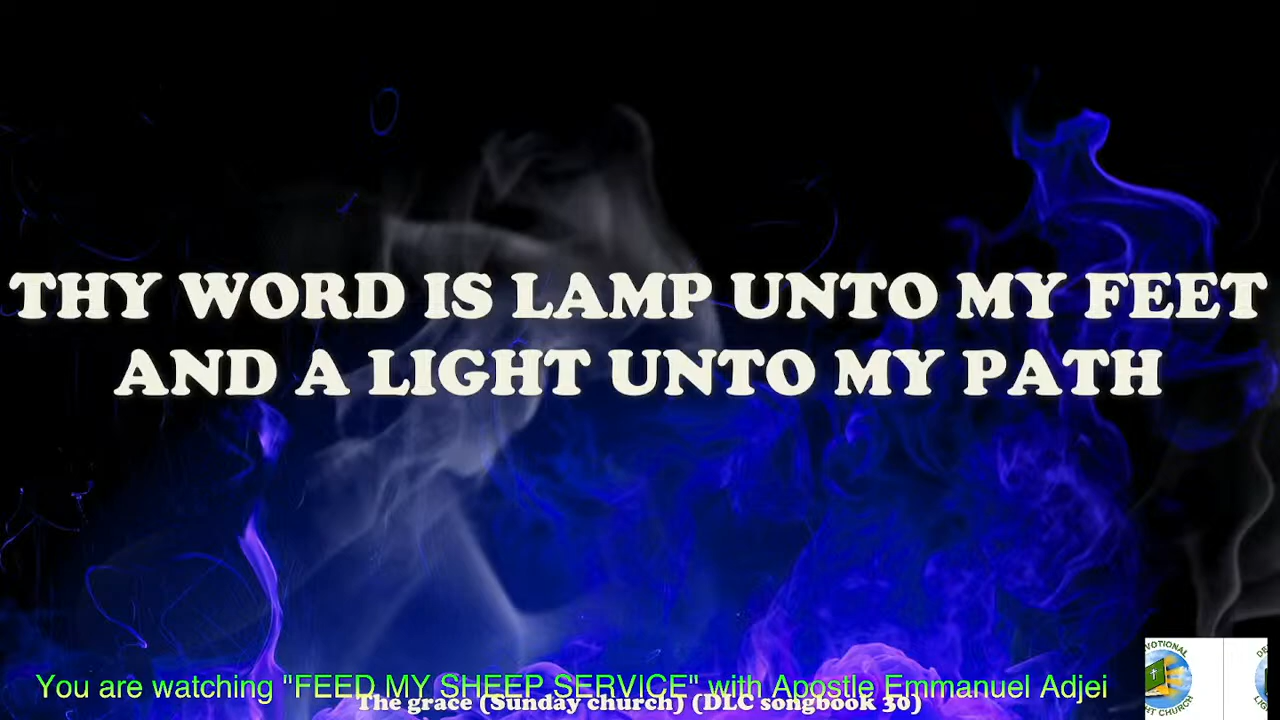 THY WORD IS LAMP UNTO MY FEET
AND A LIGHT UNTO MY PATH
You are watching "FEED MY SHEEP SERVICE" with Apostle Emmanuel Adjei
The grace (Sunday church) (DLC songbook 30)